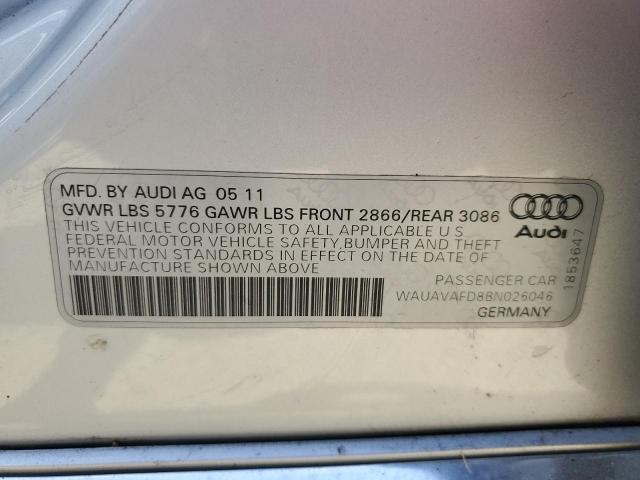 MFD. BY AUDI AG 05 11
GVWR LBS 5776 GAWR LBS FRONT 2866/REAR 3086
THIS VEHICLE CONFORMS TO ALL APPLICABLE U S
FEDERAL MOTOR VEHICLE SAFETY,BUMPER AND THEFT
PREVENTION STANDARDS IN EFFECT ON THE DATE OF
MANUFACTURE SHOWN ABOVE
PASSENGER CAR
WAUAVAFD8BN026046
GERMANY
Audi
1853647